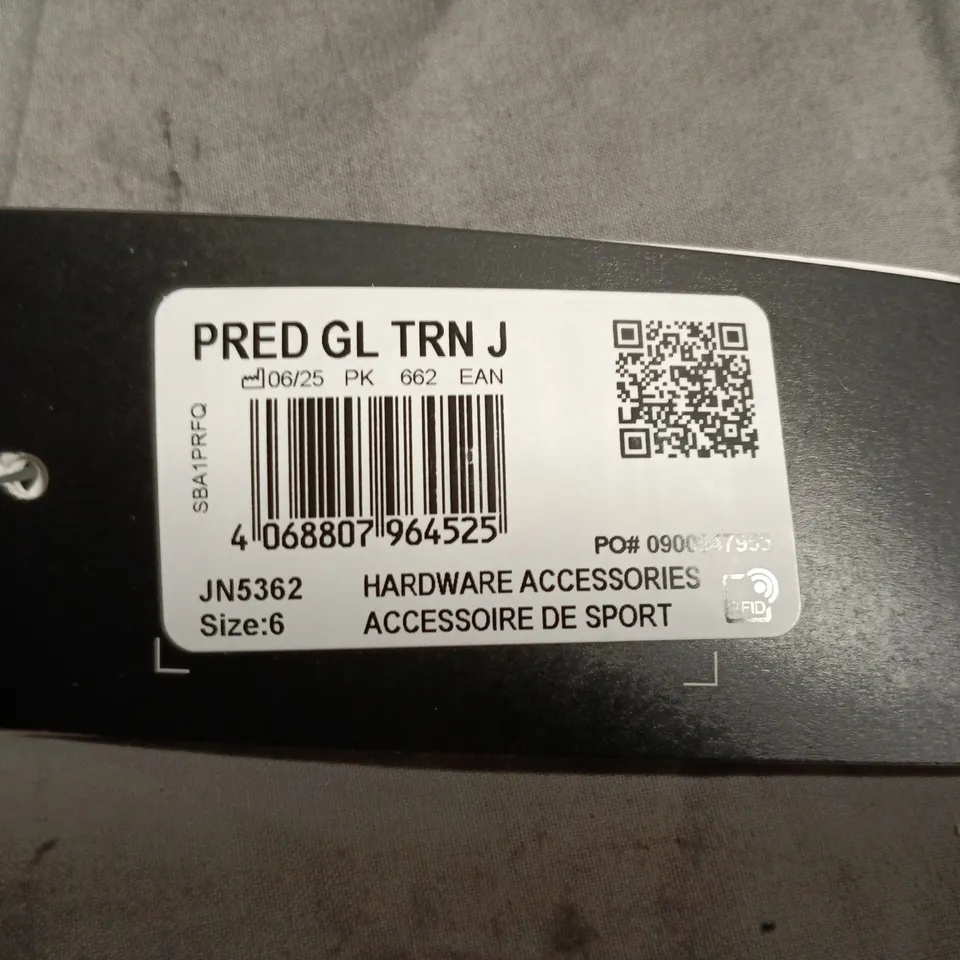 PRED GL TRN J
06/25 PK 662 EAN
SBA1PRFQ
4 068807 964525
PO#
JN5362 HARDWARE ACCESSORIES
Size:6 ACCESSOIRE DE SPORT